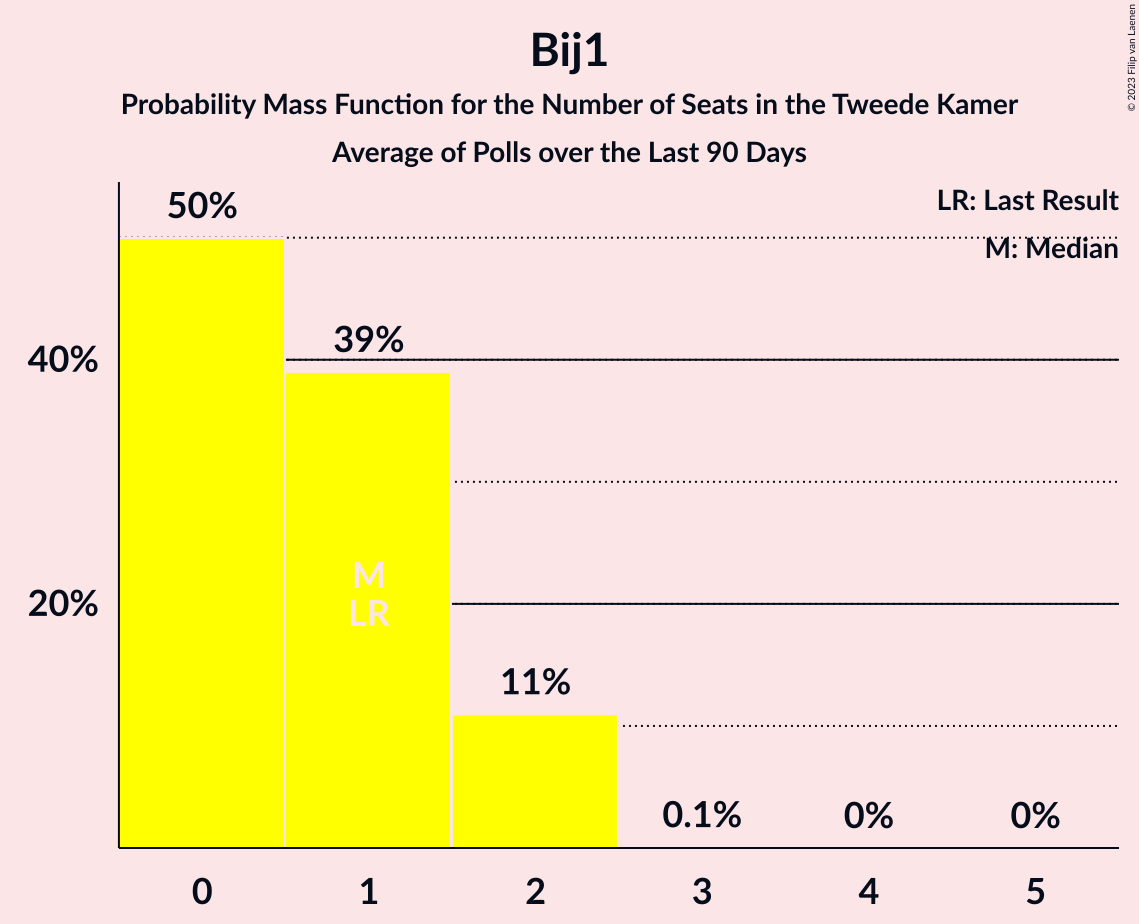 Bij1
Probability Mass Function for the Number of Seats in the Tweede Kamer
Average of Polls over the Last 90 Days
© 2023 Filip van Laenen
LR: Last Result
M: Median
50%
39%
40%
M
LR
20%
11%
0.1%
0%
0%
0 1 2 3 4 5